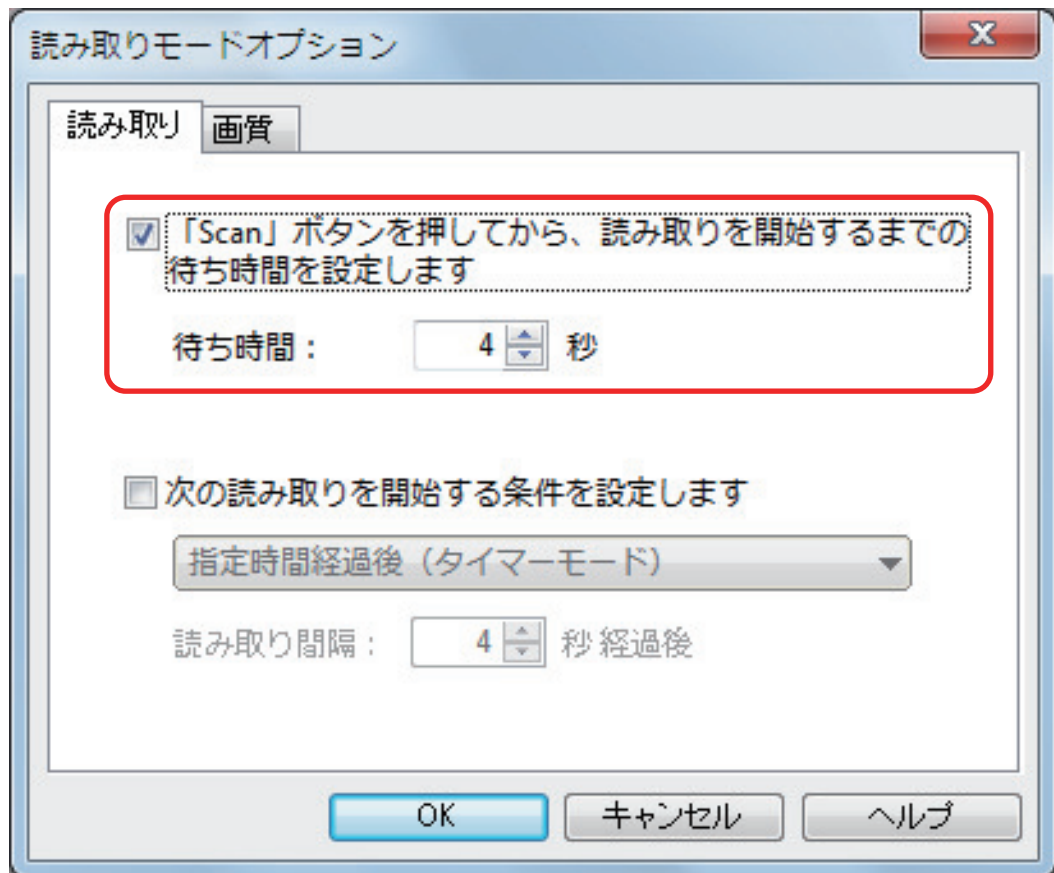 読み取りモードオプション
読み取り 画質
「Scan」ボタンを押してから、読み取りを開始するまでの
待ち時間を設定します
待ち時間： 4 秒
次の読み取りを開始する条件を設定します
指定時間経過後（タイマーモード）
読み取り間隔： 4 秒経過後
OK キャンセル ヘルプ